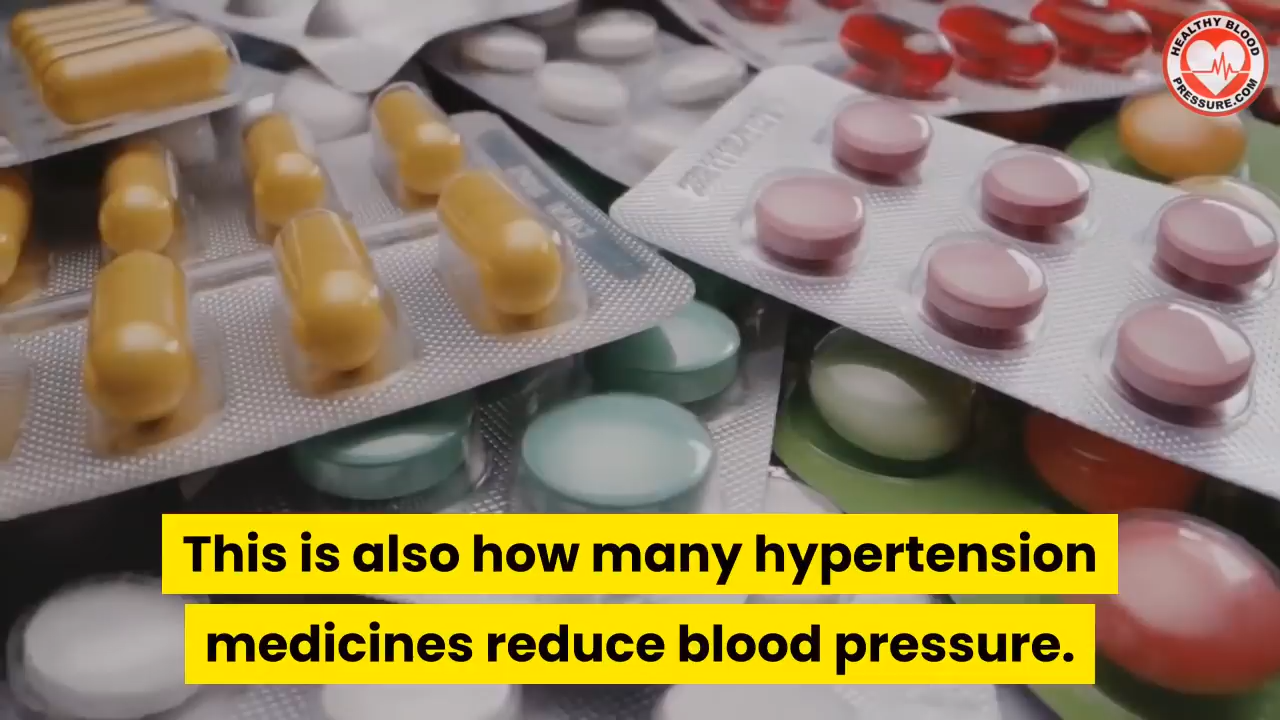 HEALTHY BLOOD
PRESSURE.COM
This is also how many hypertension
medicines reduce blood pressure.